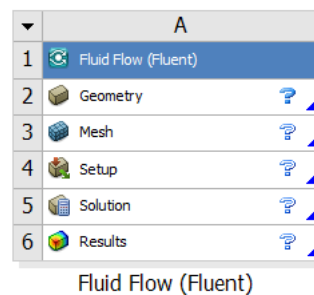 A
1 Fluid Flow (Fluent)
2 Geometry ?
3 Mesh ?
4 Setup ?
5 Solution ?
6 Results ?
Fluid Flow (Fluent)